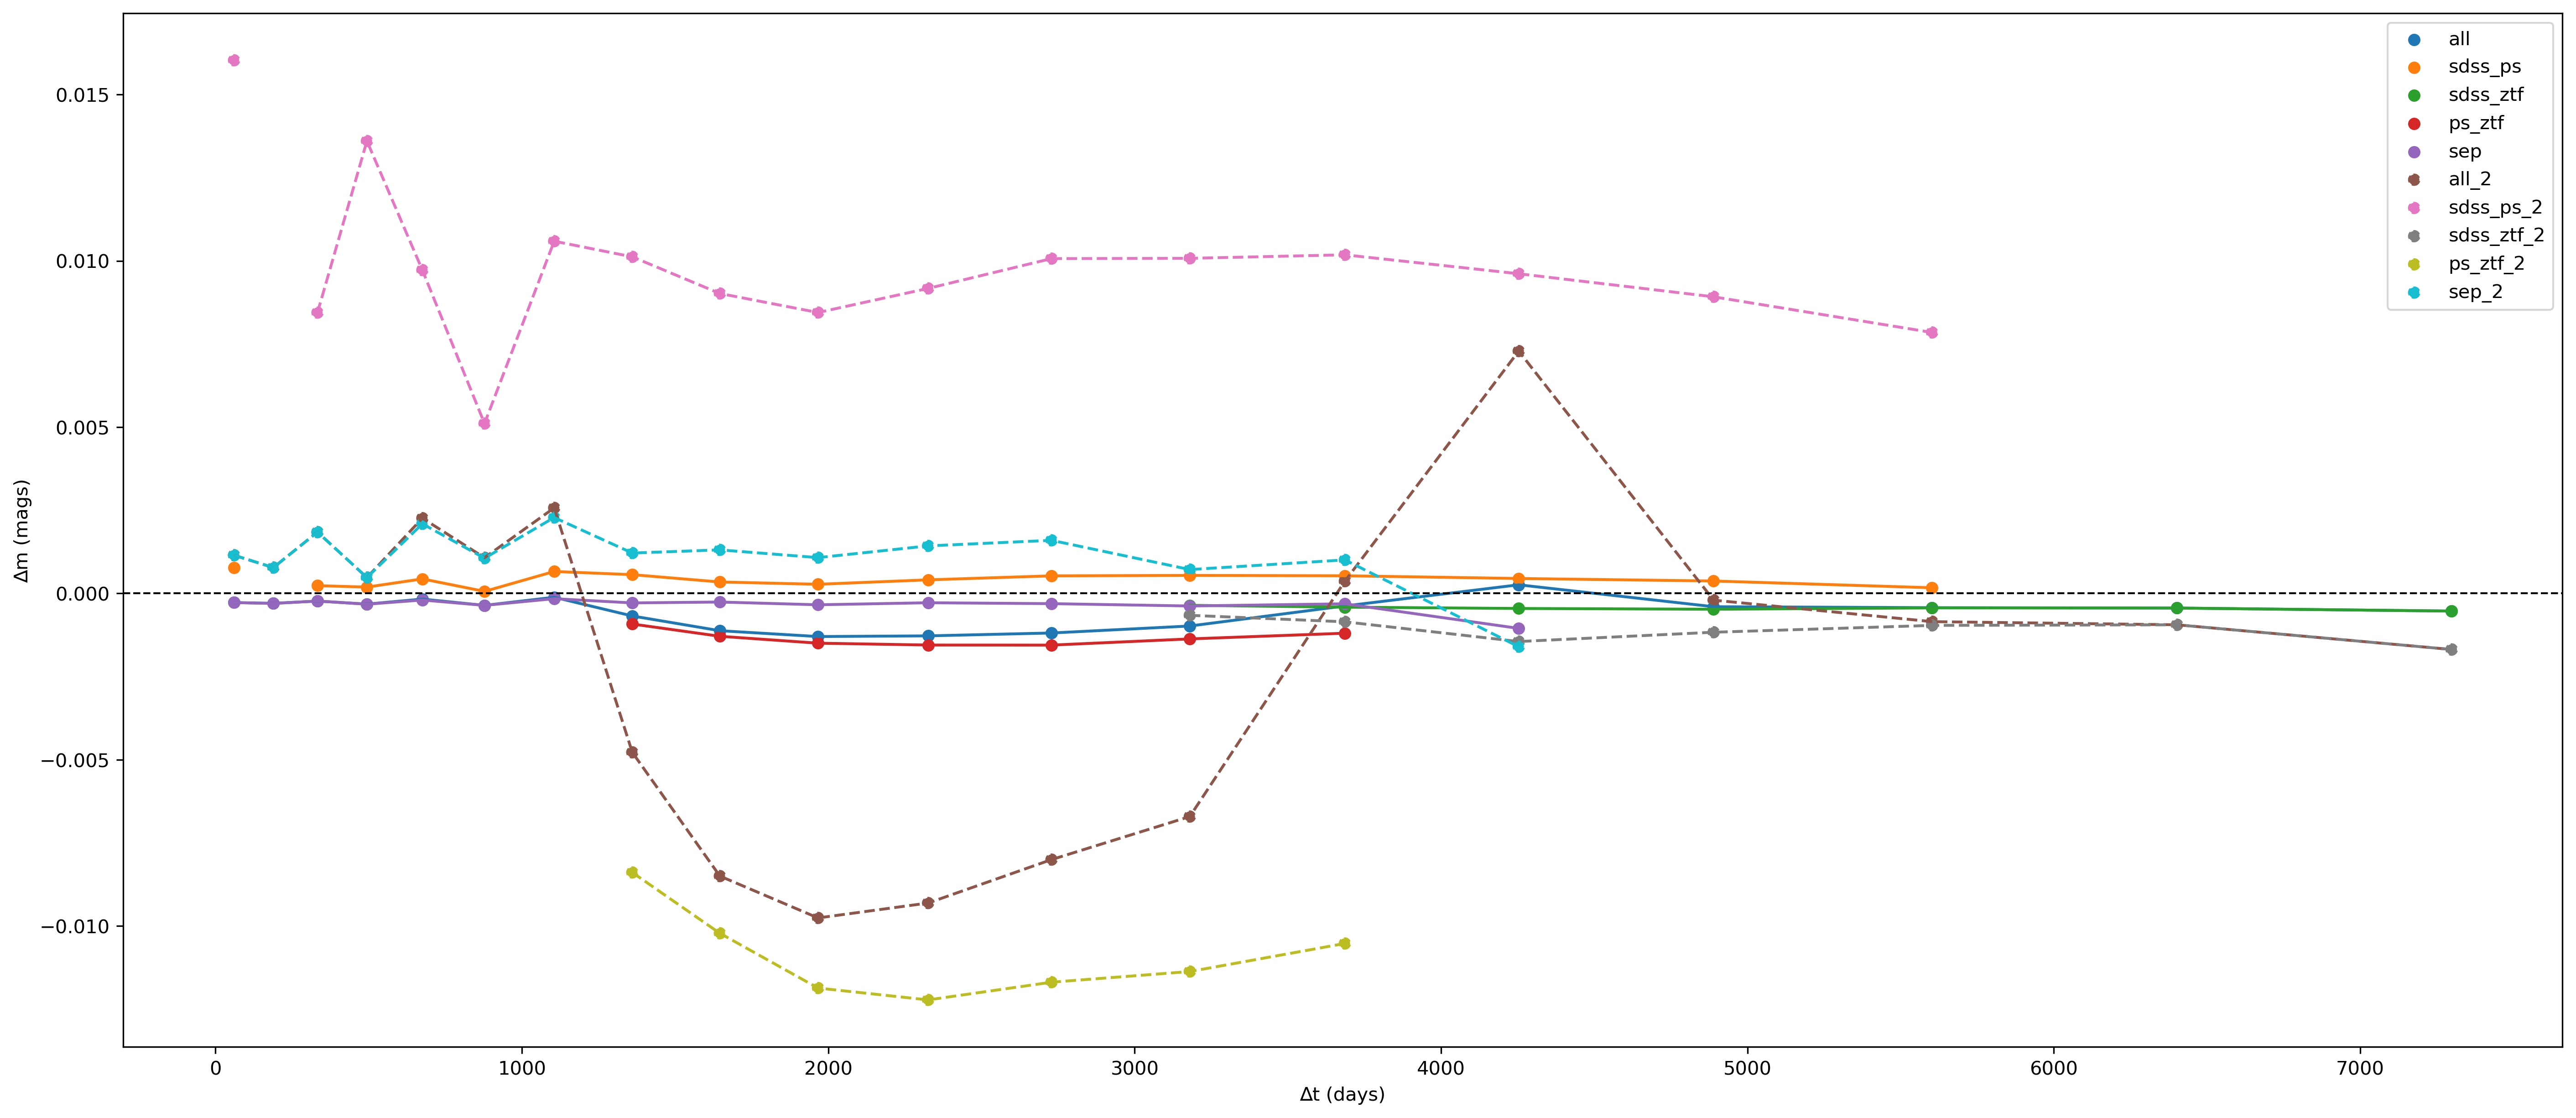 0.015
0.010
0.005
0.000
−0.005
−0.010
Δm (mags)
0
1000
2000
3000
4000
5000
6000
7000
Δt (days)
all
sdss_ps
sdss_ztf
ps_ztf
sep
all_2
sdss_ps_2
sdss_ztf_2
ps_ztf_2
sep_2